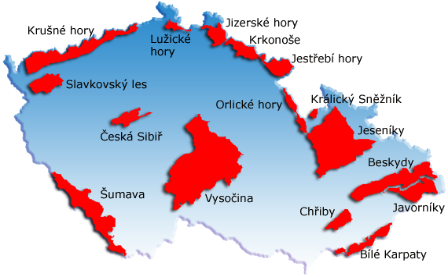 Jizerské hory
Krušné hory
Lužické
hory
Krkonoše
Jestřebí hory
Slavkovský les
Orlické hory
Králický Sněžník
Česká Sibiř
Jeseníky
Beskydy
Šumava
Vysočina
Chřiby
Javorníky
Bílé Karpaty